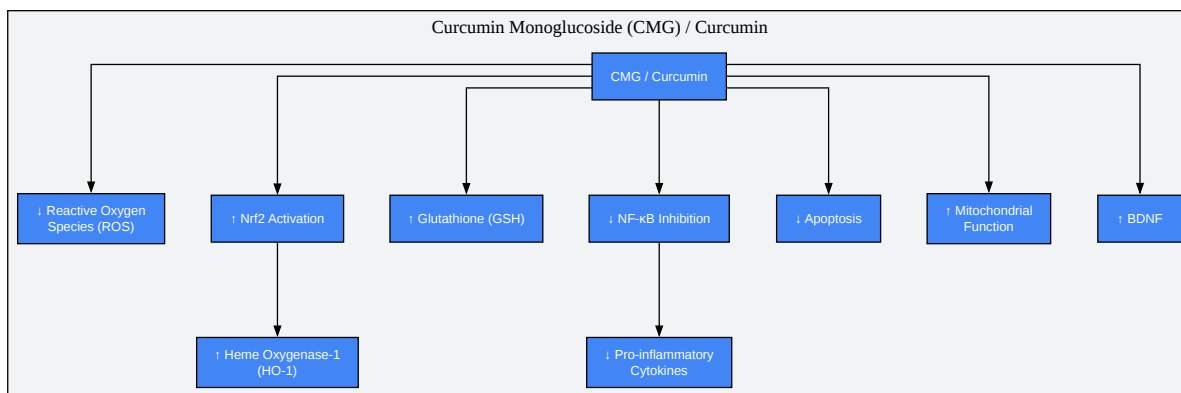 Curcumin Monoglucoside (CMG) / Curcumin
CMG / Curcumin
↓ Reactive Oxygen
Species (ROS)
↑ Nrf2 Activation
↑ Glutathione (GSH)
↓ NF-κB Inhibition
↓ Apoptosis
↑ Mitochondrial
Function
↑ BDNF
↑ Heme Oxygenase-1
(HO-1)
↓ Pro-inflammatory
Cytokines